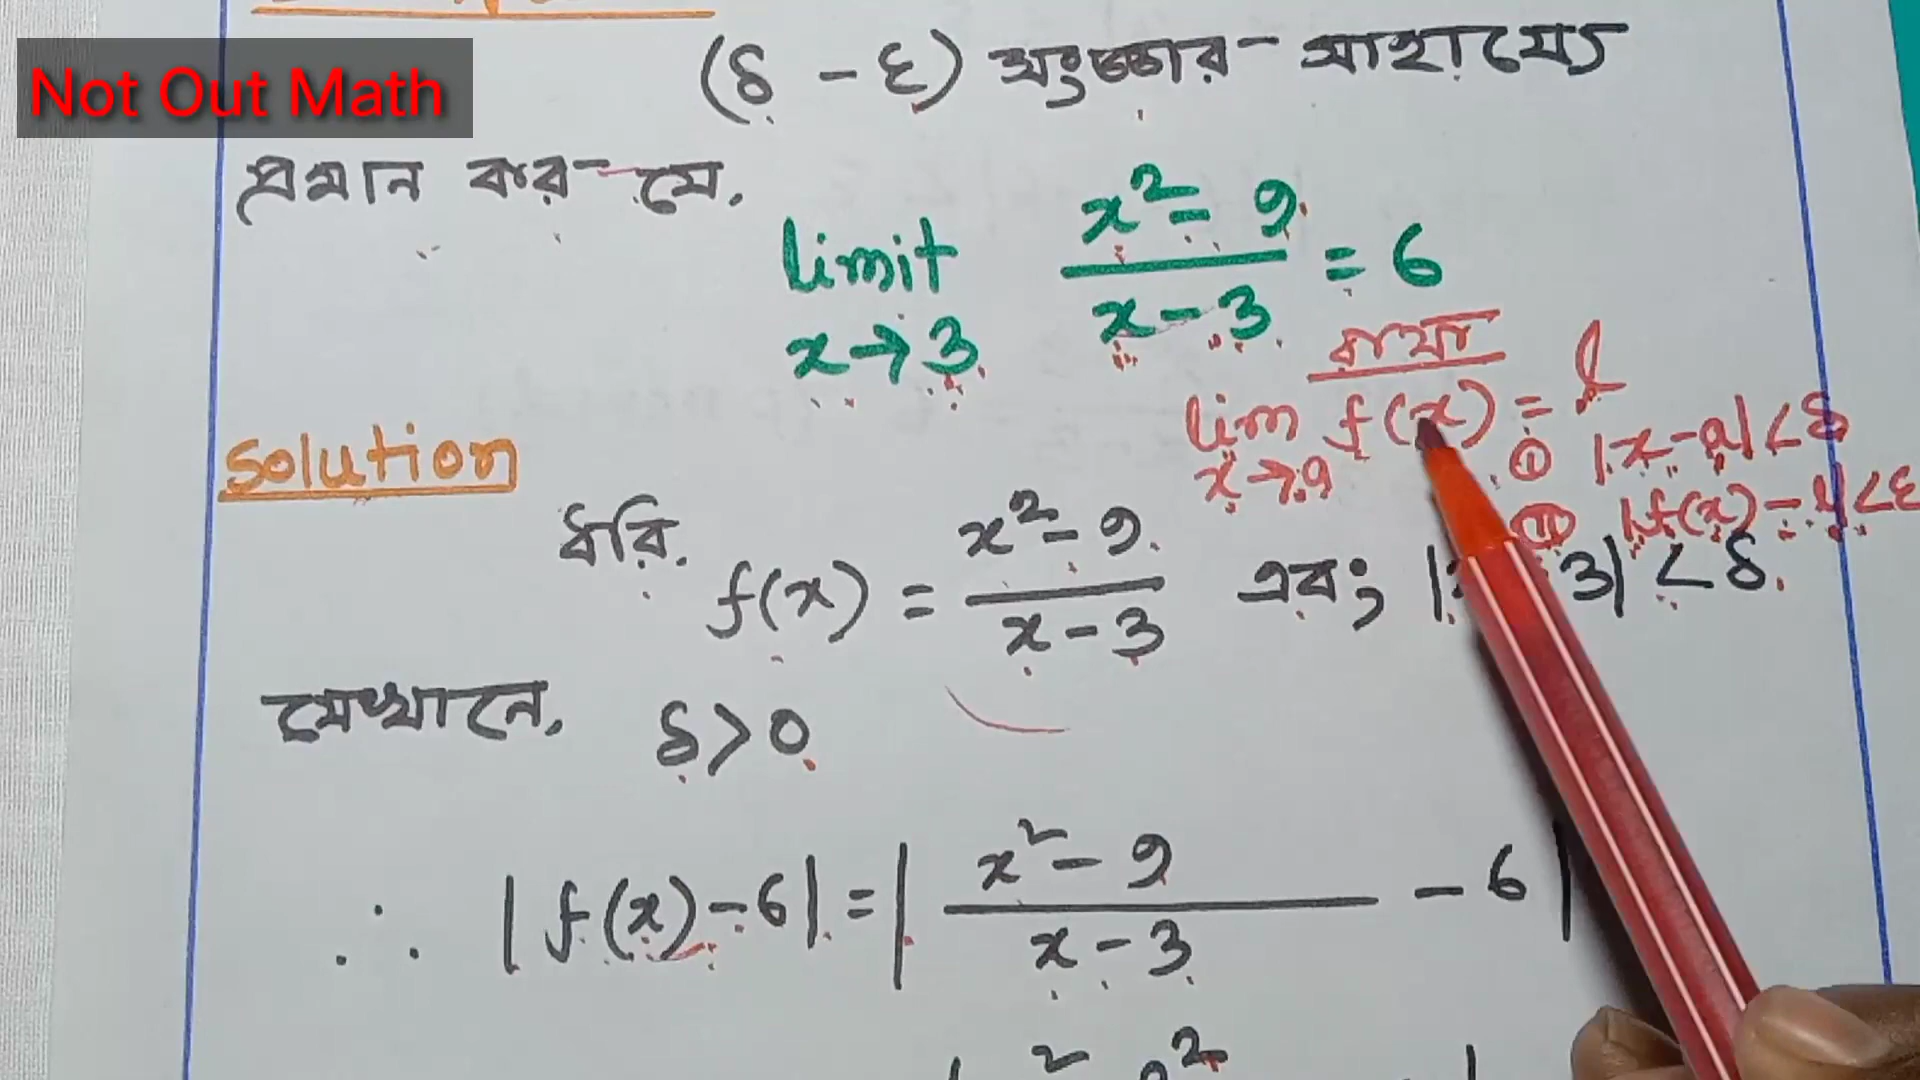 Not Out Math
(δ - ε) সংজ্ঞার সাহায্যে
প্রমান কর যে,
limit x→3 x² - 9 / x - 3 = 6
lim x→a f(x) = l
① |x - a| < δ
② |f(x) - l| < ε
Solution
ধরি, f(x) = x² - 9 / x - 3 এবং | 3| < δ
যেখানে, δ > 0
∴ |f(x) - 6| = | x² - 9 / x - 3 - 6 |